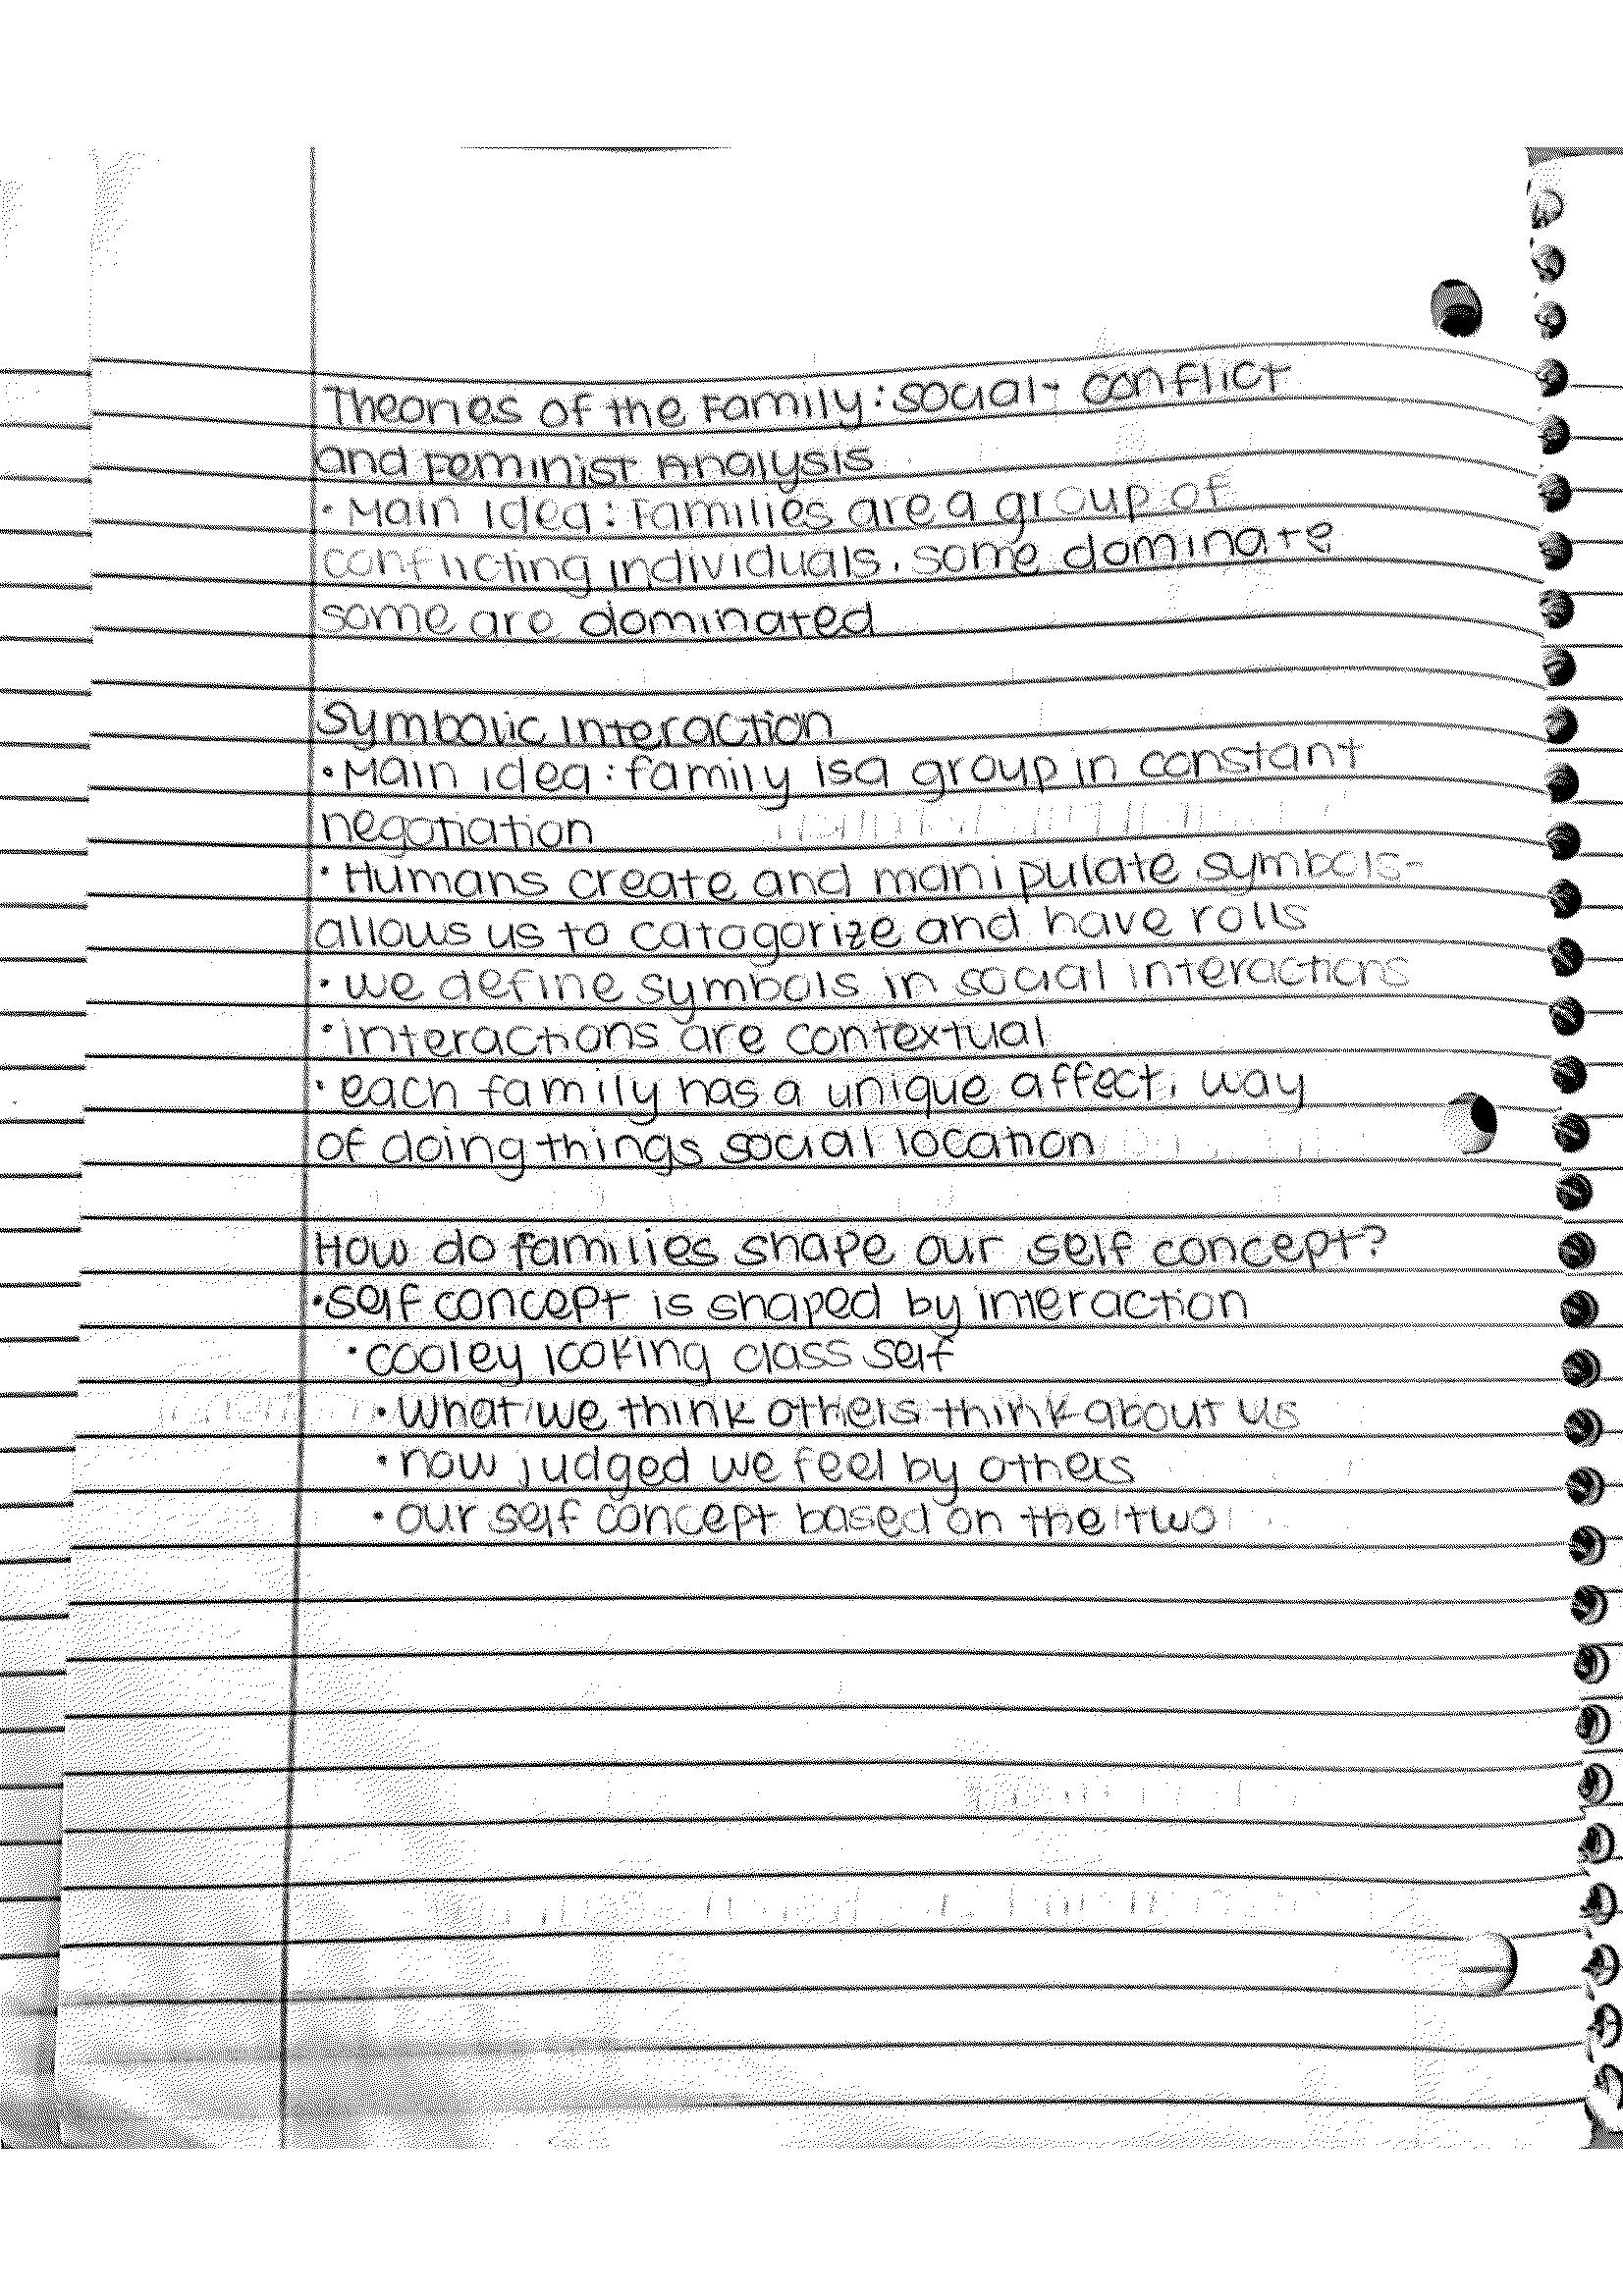 Theories of the Family: social- conflict
and Feminist Analysis
• Main Idea: Families are a group of
conflicting individuals. some dominate
some are dominated
Symbolic Interaction
• Main idea: family is a group in constant
negotiation
• Humans create and manipulate symbols-
allows us to catagorize and have rolls
• we define symbols in social interactions
• interactions are contextual
• each family has a unique affect, way
of doing things social location
How do families shape our self concept?
• self concept is shaped by interaction
• cooley looking class self
• What we think others think about us
• how judged we feel by others
• our self concept based on the two